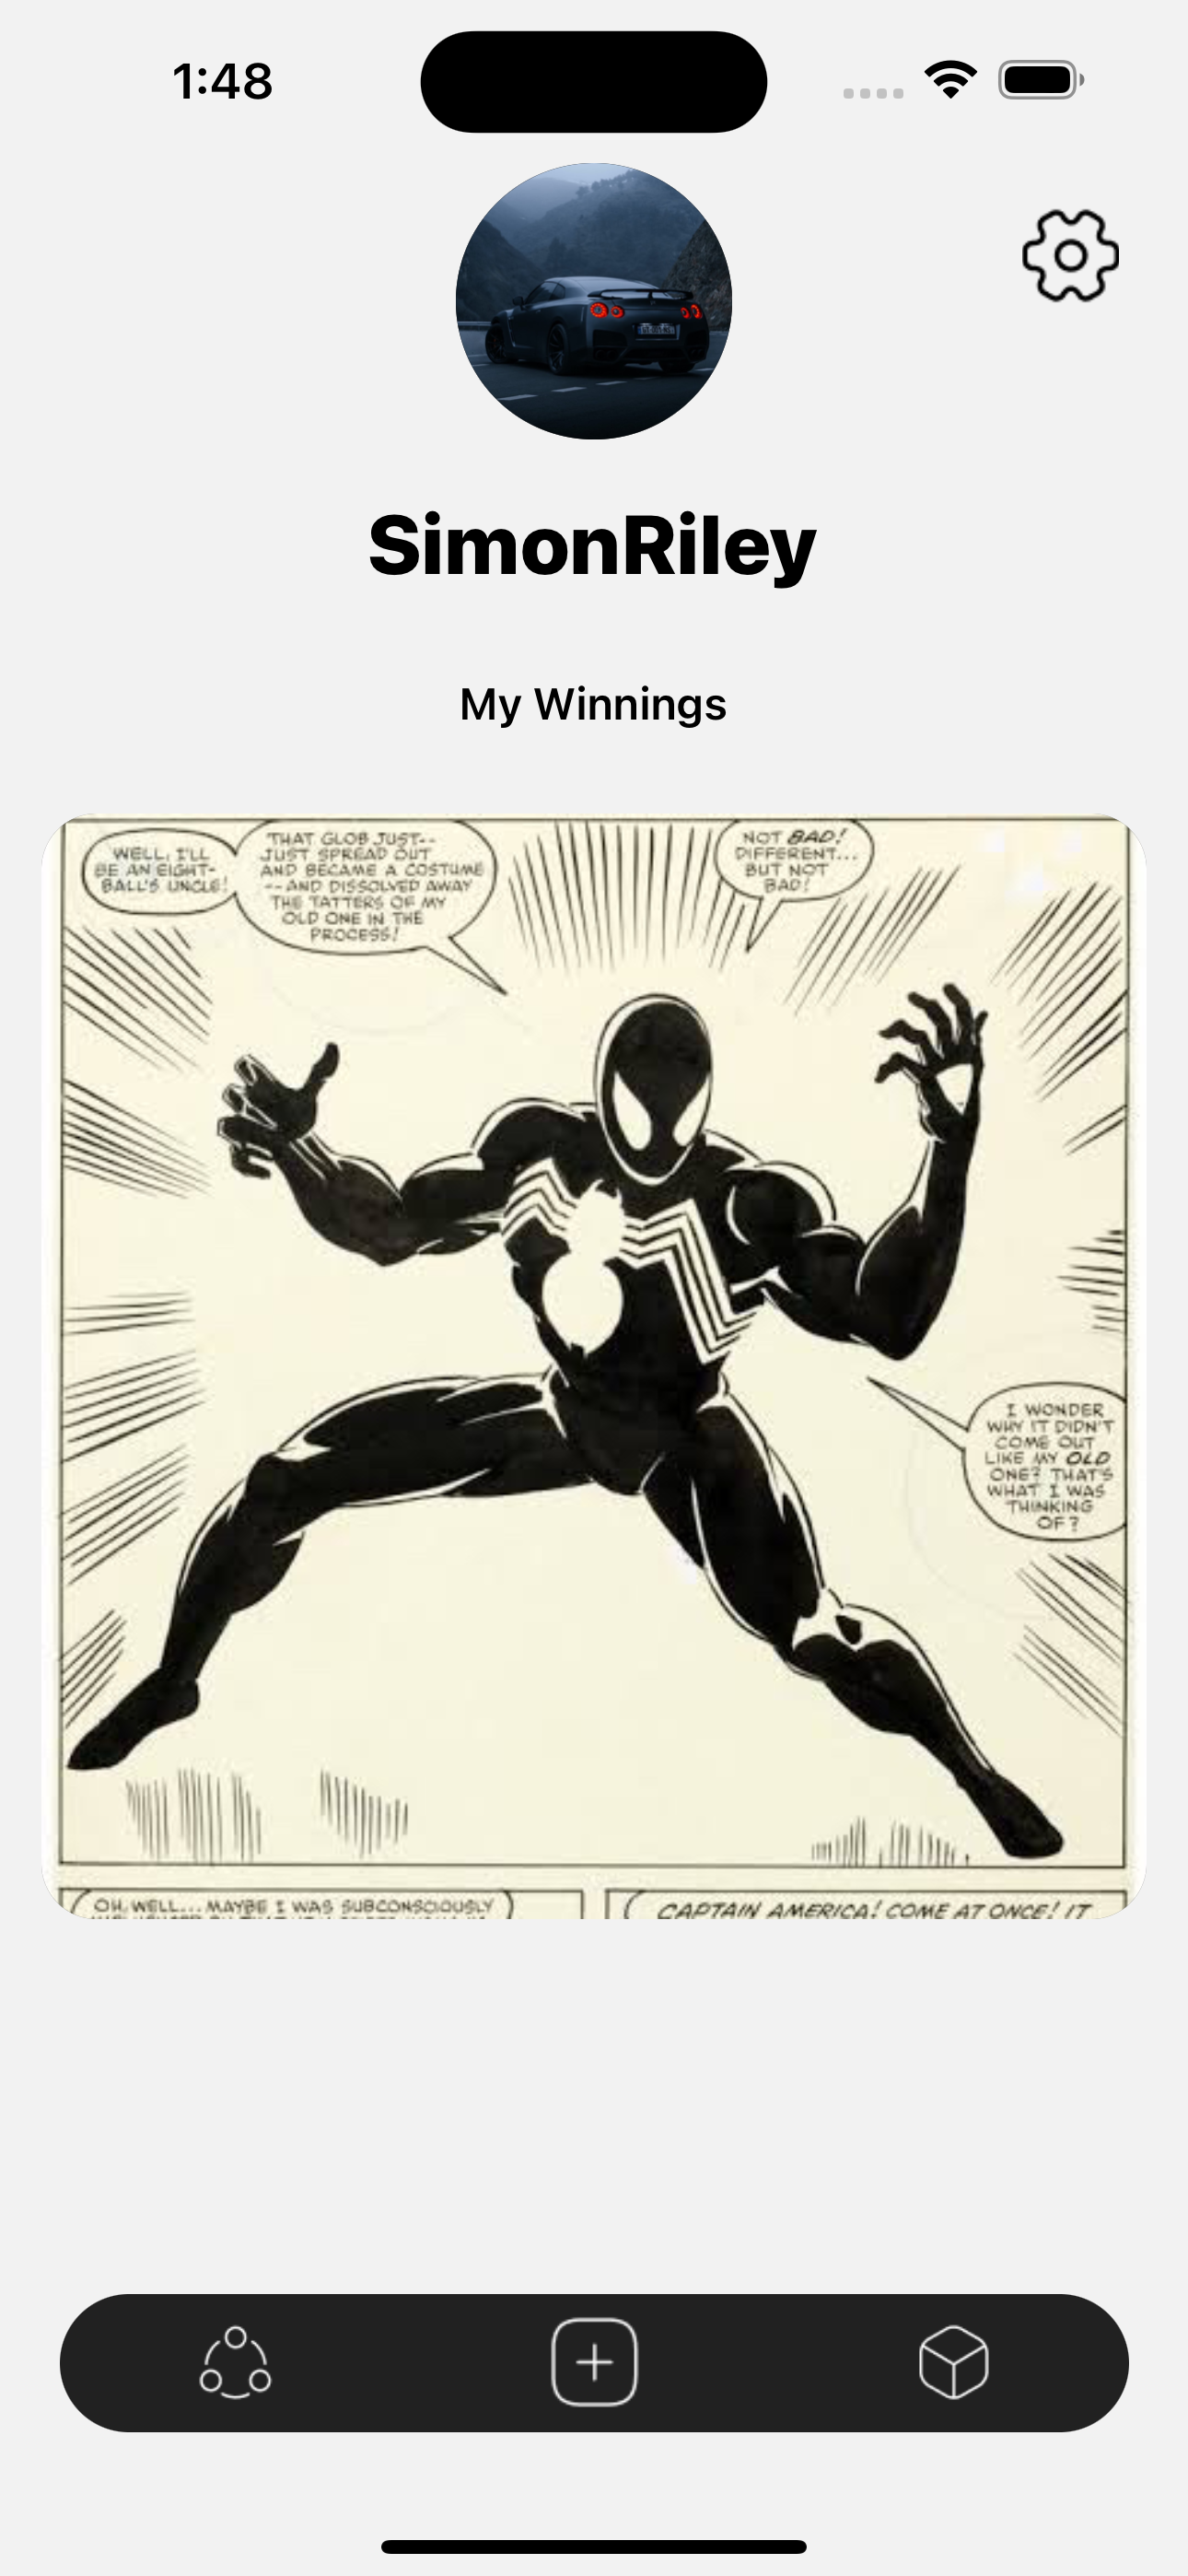 1:48
SimonRiley
My Winnings
WELL, I'LL
BE AN EIGHT-
BALL'S UNCLE!
THAT GLOB JUST--
JUST SPREAD OUT
AND BECAME A COSTUME
--AND DISSOLVED AWAY
THE TATTERS OF MY
OLD ONE IN THE
PROCESS!
NOT BAD!
DIFFERENT...
BUT NOT
BAD!
I WONDER
WHY IT DIDN'T
COME OUT
LIKE MY OLD
ONE? THAT'S
WHAT I WAS
THINKING
OF?
OH, WELL... MAYBE I WAS SUBCONSCIOUSLY
CAPTAIN AMERICA! COME AT ONCE! IT